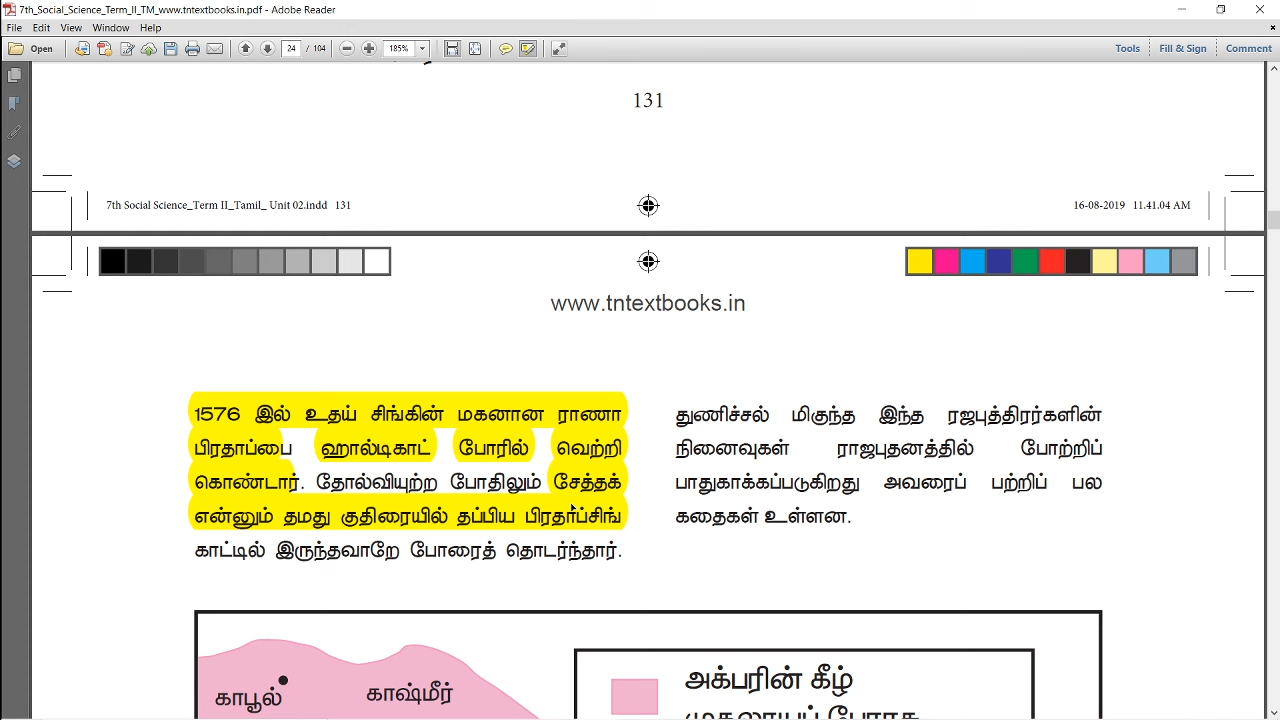 7th_Social_Science_Term_II_TM_www.tntextbooks.in.pdf - Adobe Reader
File Edit View Window Help
Open 24 / 104 185% Tools Fill & Sign Comment
131
7th Social Science_Term II_Tamil_ Unit 02.indd 131
16-08-2019 11.41.04 AM
www.tntextbooks.in
1576 இல் உதய் சிங்கின் மகனான ராணா
பிரதாப்பை ஹால்டிகாட் போரில் வெற்றி
கொண்டார். தோல்வியுற்ற போதிலும் சேத்தக்
என்னும் தமது குதிரையில் தப்பிய பிரதாப்சிங்
காட்டில் இருந்தவாறே போரைத் தொடர்ந்தார்.
துணிச்சல் மிகுந்த இந்த ரஜபுத்திரர்களின்
நினைவுகள் ராஜபுதனத்தில் போற்றிப்
பாதுகாக்கப்படுகிறது அவரைப் பற்றிப் பல
கதைகள் உள்ளன.
காபூல்
காஷ்மீர்
அக்பரின் கீழ்